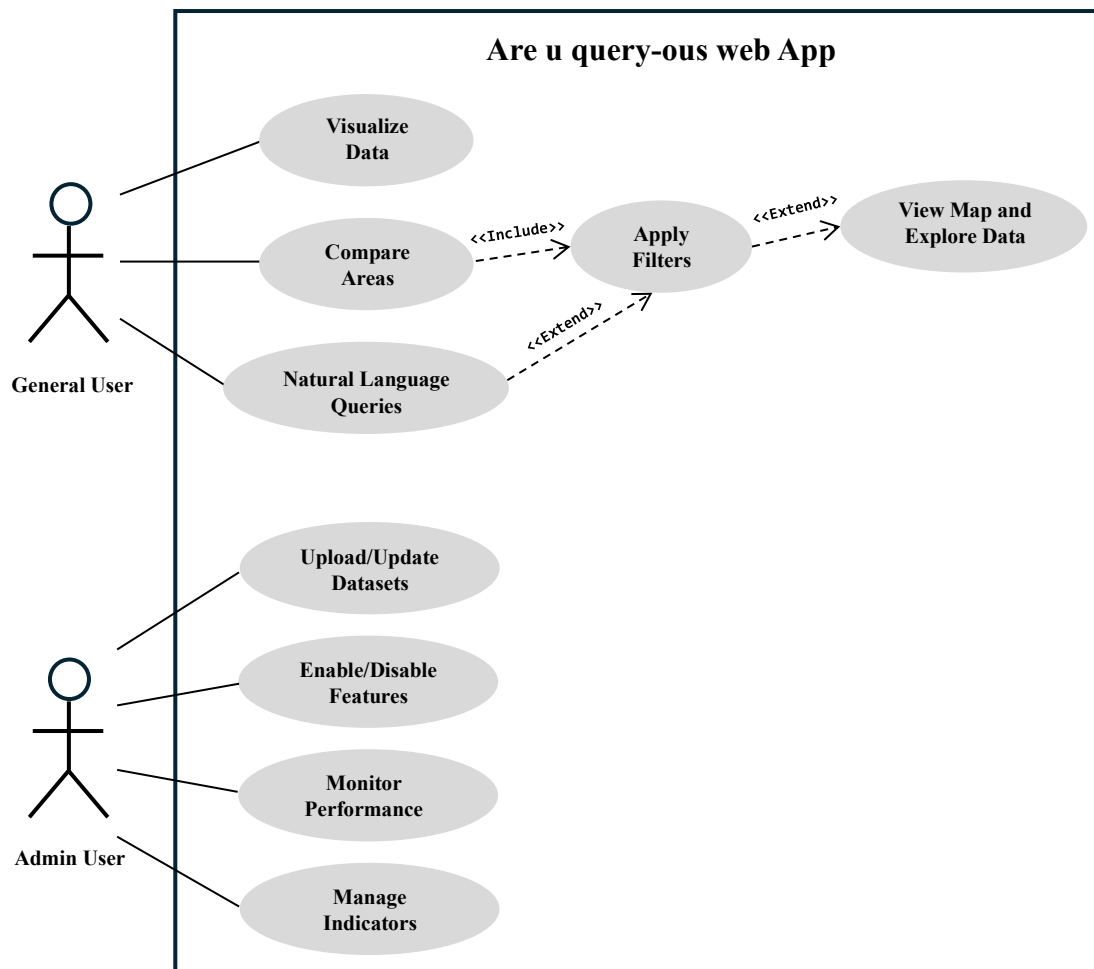 Are u query-ous web App
Visualize
Data
Compare
Areas
<<Include>>
Apply
Filters
<<Extend>>
View Map and
Explore Data
<<Extend>>
Natural Language
Queries
General User
Upload/Update
Datasets
Enable/Disable
Features
Monitor
Performance
Admin User
Manage
Indicators